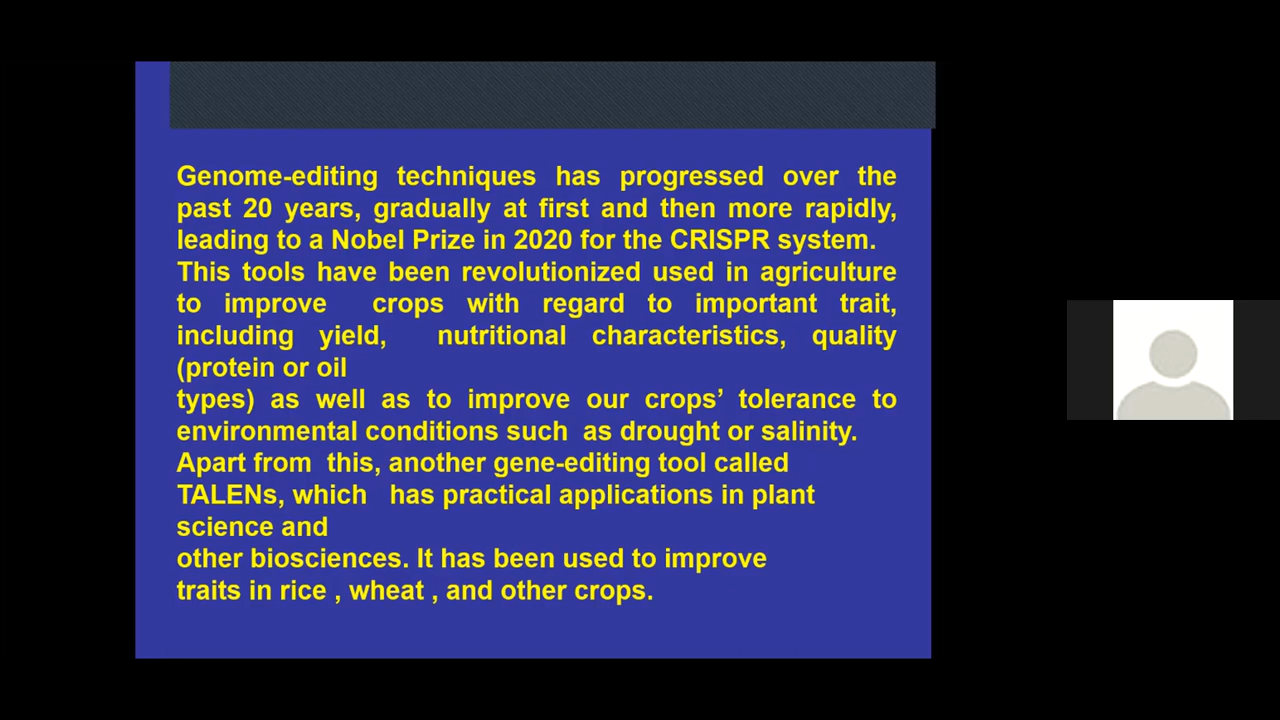 Genome-editing techniques has progressed over the
past 20 years, gradually at first and then more rapidly,
leading to a Nobel Prize in 2020 for the CRISPR system.
This tools have been revolutionized used in agriculture
to improve crops with regard to important trait,
including yield, nutritional characteristics, quality
(protein or oil
types) as well as to improve our crops’ tolerance to
environmental conditions such as drought or salinity.
Apart from this, another gene-editing tool called
TALENs, which has practical applications in plant
science and
other biosciences. It has been used to improve
traits in rice , wheat , and other crops.